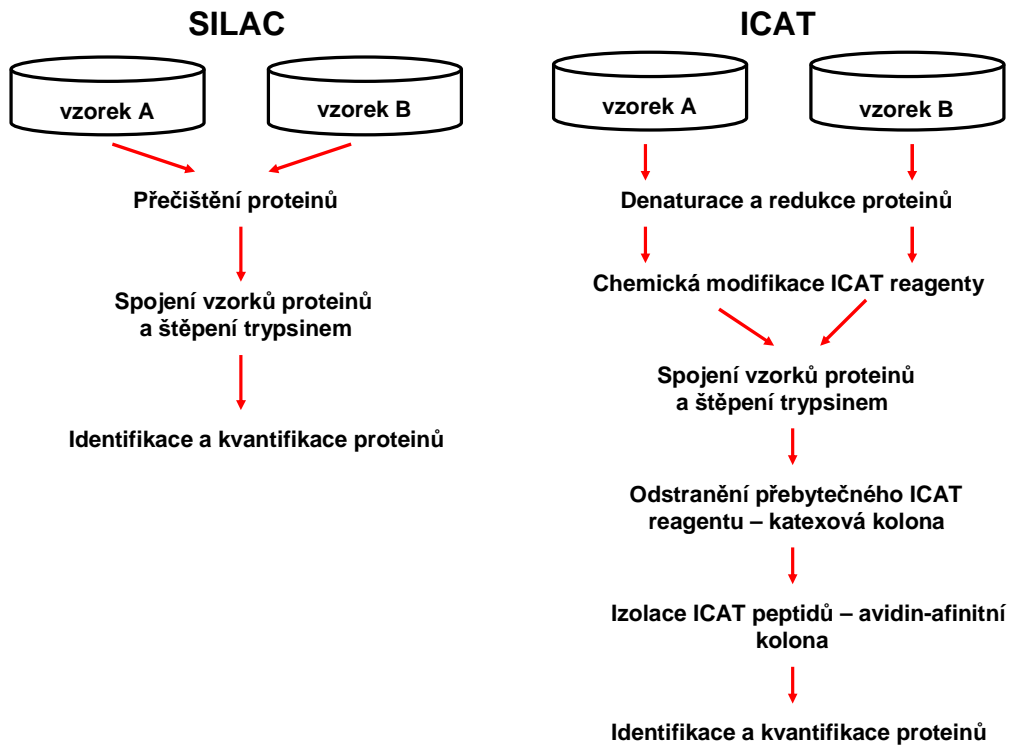 SILAC
vzorek A
vzorek B
Přečištění proteinů
Spojení vzorků proteinů
a štěpení trypsinem
Identifikace a kvantifikace proteinů
ICAT
vzorek A
vzorek B
Denaturace a redukce proteinů
Chemická modifikace ICAT reagenty
Spojení vzorků proteinů
a štěpení trypsinem
Odstranění přebytečného ICAT
reagentu – katexová kolona
Izolace ICAT peptidů – avidin-afinitní
kolona
Identifikace a kvantifikace proteinů